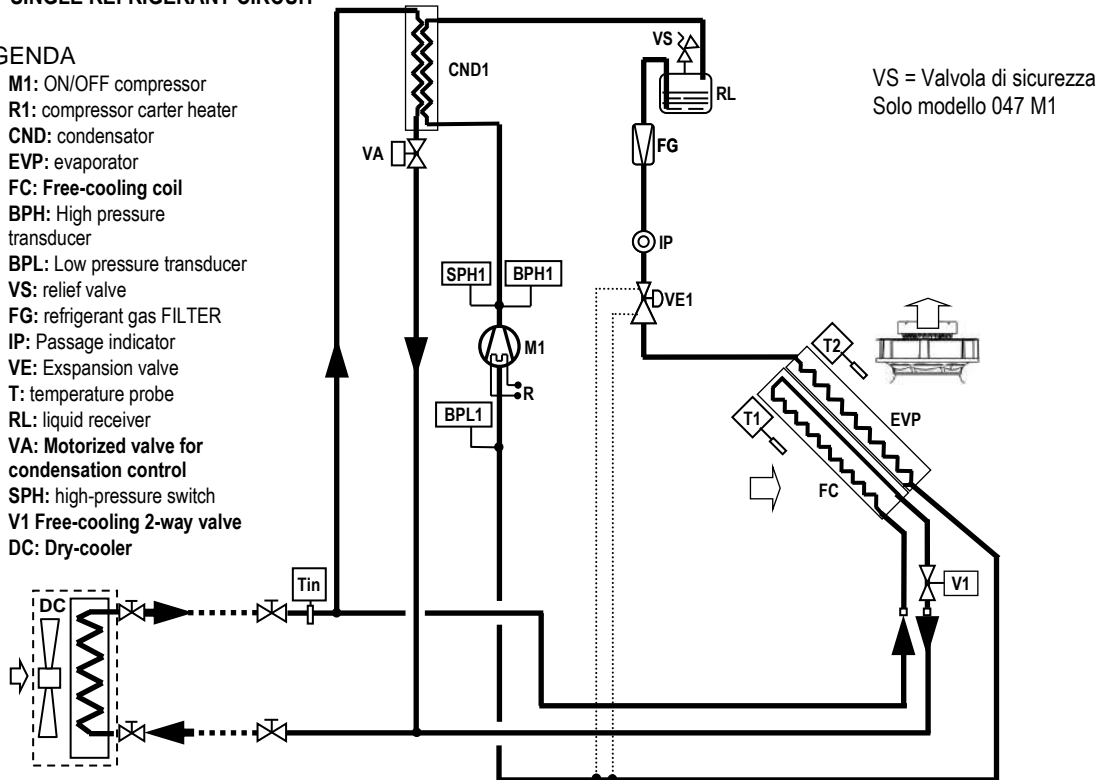 SINGLE REFRIGERANT CIRCUIT
GENDA
M1: ON/OFF compressor
R1: compressor carter heater
CND: condensator
EVP: evaporator
FC: Free-cooling coil
BPH: High pressure
transducer
BPL: Low pressure transducer
VS: relief valve
FG: refrigerant gas FILTER
IP: Passage indicator
VE: Exspansion valve
T: temperature probe
RL: liquid receiver
VA: Motorized valve for
condensation control
SPH: high-pressure switch
V1 Free-cooling 2-way valve
DC: Dry-cooler
VS = Valvola di sicurezza
Solo modello 047 M1
CND1
VS
RL
VA
FG
IP
SPH1
BPH1
VE1
M1
R
BPL1
T2
T1
EVP
FC
V1
Tin
DC